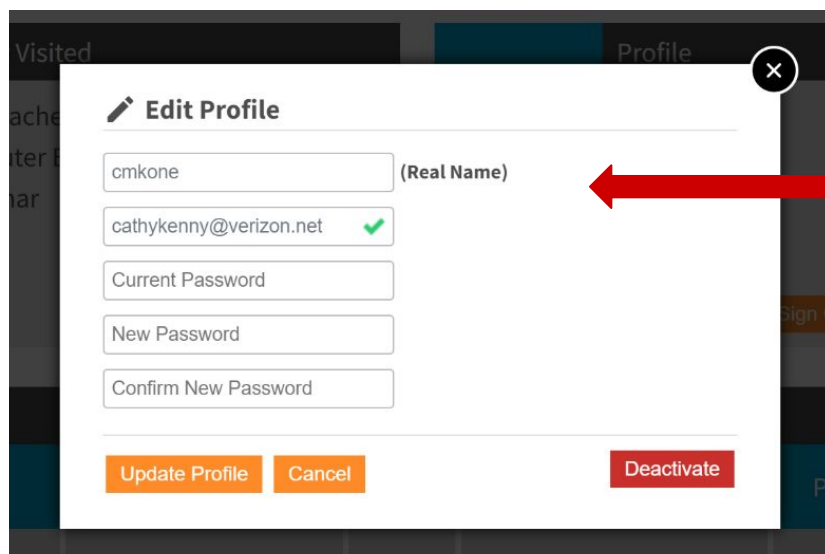 Visited
Profile
Edit Profile
cmkone
(Real Name)
cathykenny@verizon.net
Current Password
New Password
Confirm New Password
Sign
Update Profile
Cancel
Deactivate